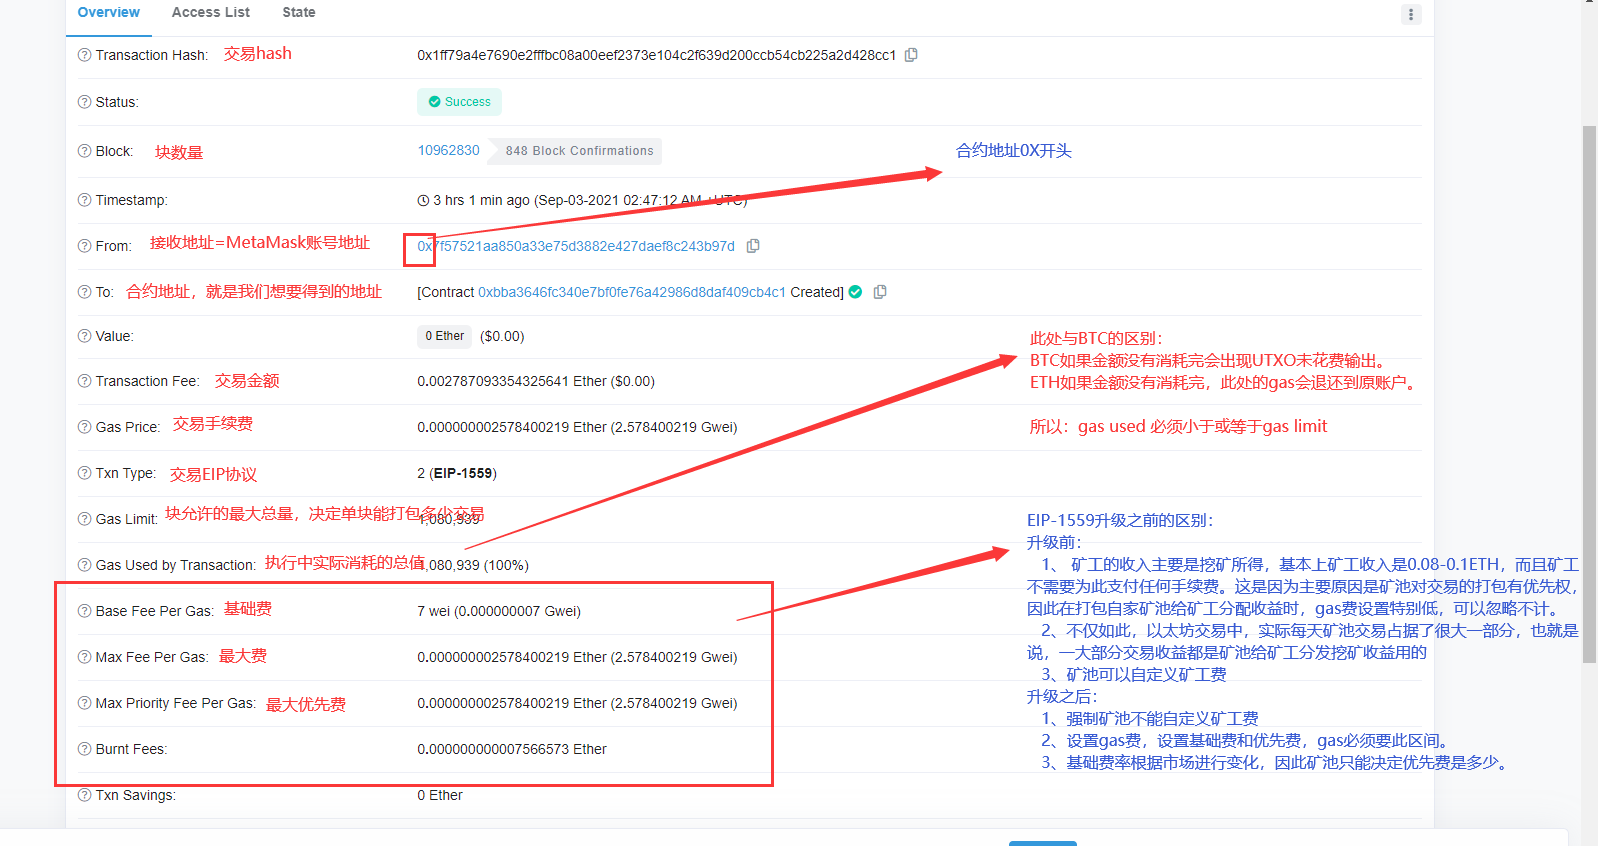 Overview Access List State
Transaction Hash: 交易hash 0x1ff79a4e7690e2fffbc08a00eef2373e104c2f639d200ccb54cb225a2d428cc1
Status: Success
Block: 块数量 10962830 848 Block Confirmations
合约地址0X开头
Timestamp: 3 hrs 1 min ago (Sep-03-2021 02:47:12 AM +UTC)
From: 接收地址=MetaMask账号地址 0x7f57521aa850a33e75d3882e427daef8c243b97d
To: 合约地址，就是我们想要得到的地址 [Contract 0xbba3646fc340e7bf0fe76a42986d8daf409cb4c1 Created]
Value: 0 Ether ($0.00)
Transaction Fee: 交易金额 0.002787093354325641 Ether ($0.00)
Gas Price: 交易手续费 0.000000002578400219 Ether (2.578400219 Gwei)
Txn Type: 交易EIP协议 2 (EIP-1559)
Gas Limit: 块允许的最大总量，决定单块能打包多少交易 1,080,939
Gas Used by Transaction: 执行中实际消耗的总值 1,080,939 (100%)
Base Fee Per Gas: 基础费 7 wei (0.000000007 Gwei)
Max Fee Per Gas: 最大费 0.000000002578400219 Ether (2.578400219 Gwei)
Max Priority Fee Per Gas: 最大优先费 0.000000002578400219 Ether (2.578400219 Gwei)
Burnt Fees: 0.000000000007566573 Ether
Txn Savings: 0 Ether
此处与BTC的区别：
BTC如果金额没有消耗完会出现UTXO未花费输出。
ETH如果金额没有消耗完，此处的gas会退还到原账户。
所以：gas used 必须小于或等于gas limit
EIP-1559升级之前的区别：
升级前：
1、 矿工的收入主要是挖矿所得，基本上矿工收入是0.08-0.1ETH，而且矿工
不需要为此支付任何手续费。这是因为主要原因是矿池对交易的打包有优先权，
因此在打包自家矿池给矿工分配收益时，gas费设置特别低，可以忽略不计。
2、不仅如此，以太坊交易中，实际每天矿池交易占据了很大一部分，也就是
说，一大部分交易收益都是矿池给矿工分发挖矿收益用的
3、矿池可以自定义矿工费
升级之后：
1、强制矿池不能自定义矿工费
2、设置gas费，设置基础费和优先费，gas必须要此区间。
3、基础费率根据市场进行变化，因此矿池只能决定优先费是多少。